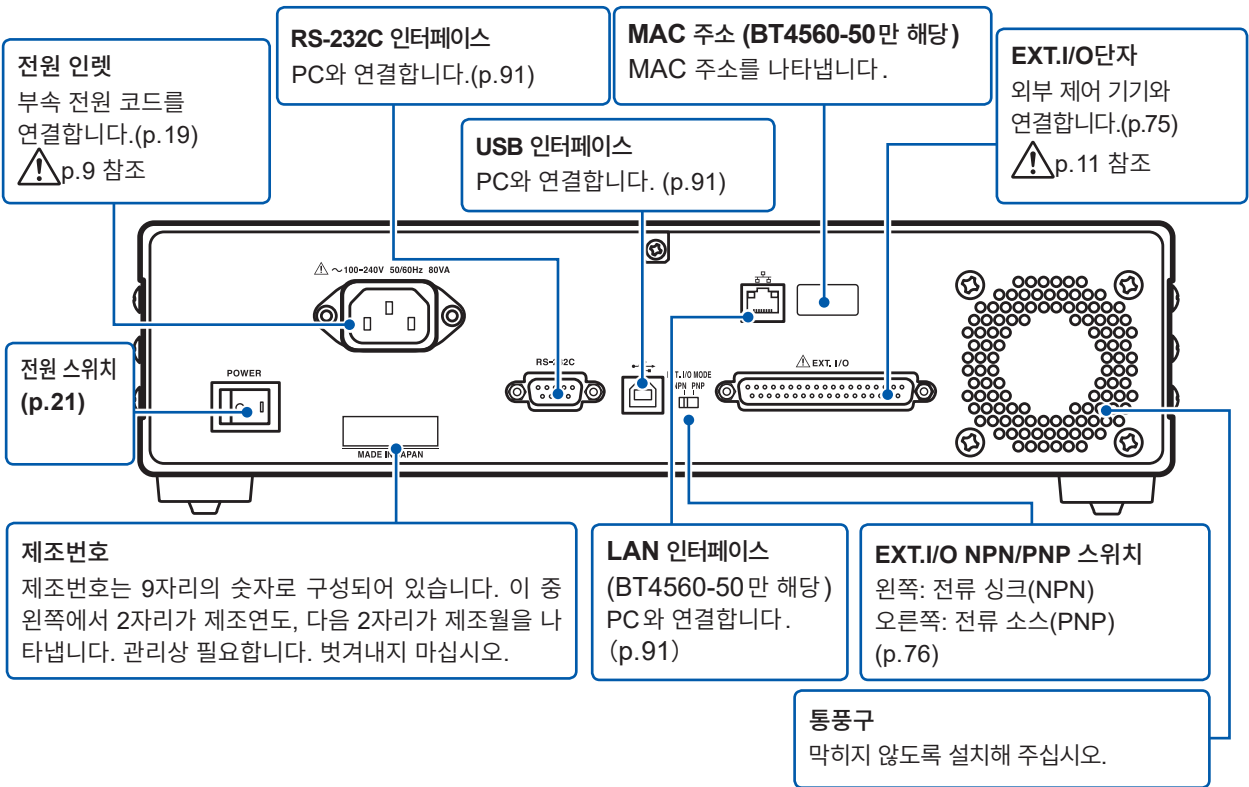 전원 인렛
부속 전원 코드를
연결합니다.(p.19)
p.9 참조
RS-232C 인터페이스
PC와 연결합니다.(p.91)
MAC 주소 (BT4560-50만 해당)
MAC 주소를 나타냅니다.
EXT.I/O단자
외부 제어 기기와
연결합니다.(p.75)
p.11 참조
USB 인터페이스
PC와 연결합니다. (p.91)
~100-240V 50/60Hz 80VA
전원 스위치
(p.21)
POWER
MADE IN JAPAN
RS-232C
EXT.I/O MODE
NPN PNP
EXT. I/O
제조번호
제조번호는 9자리의 숫자로 구성되어 있습니다. 이 중
왼쪽에서 2자리가 제조연도, 다음 2자리가 제조월을 나
타냅니다. 관리상 필요합니다. 벗겨내지 마십시오.
LAN 인터페이스
(BT4560-50만 해당)
PC와 연결합니다.
(p.91)
EXT.I/O NPN/PNP 스위치
왼쪽: 전류 싱크(NPN)
오른쪽: 전류 소스(PNP)
(p.76)
통풍구
막히지 않도록 설치해 주십시오.